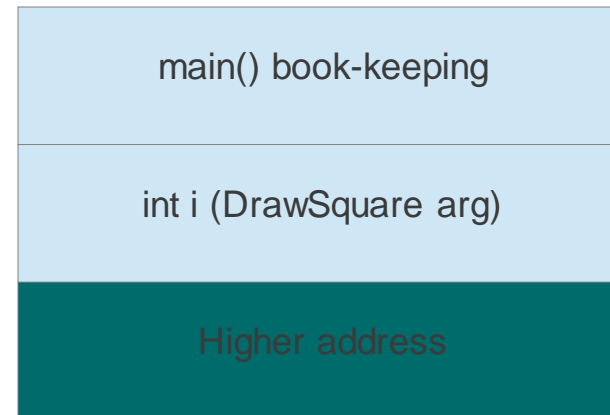 main() book-keeping
int i (DrawSquare arg)
Higher address